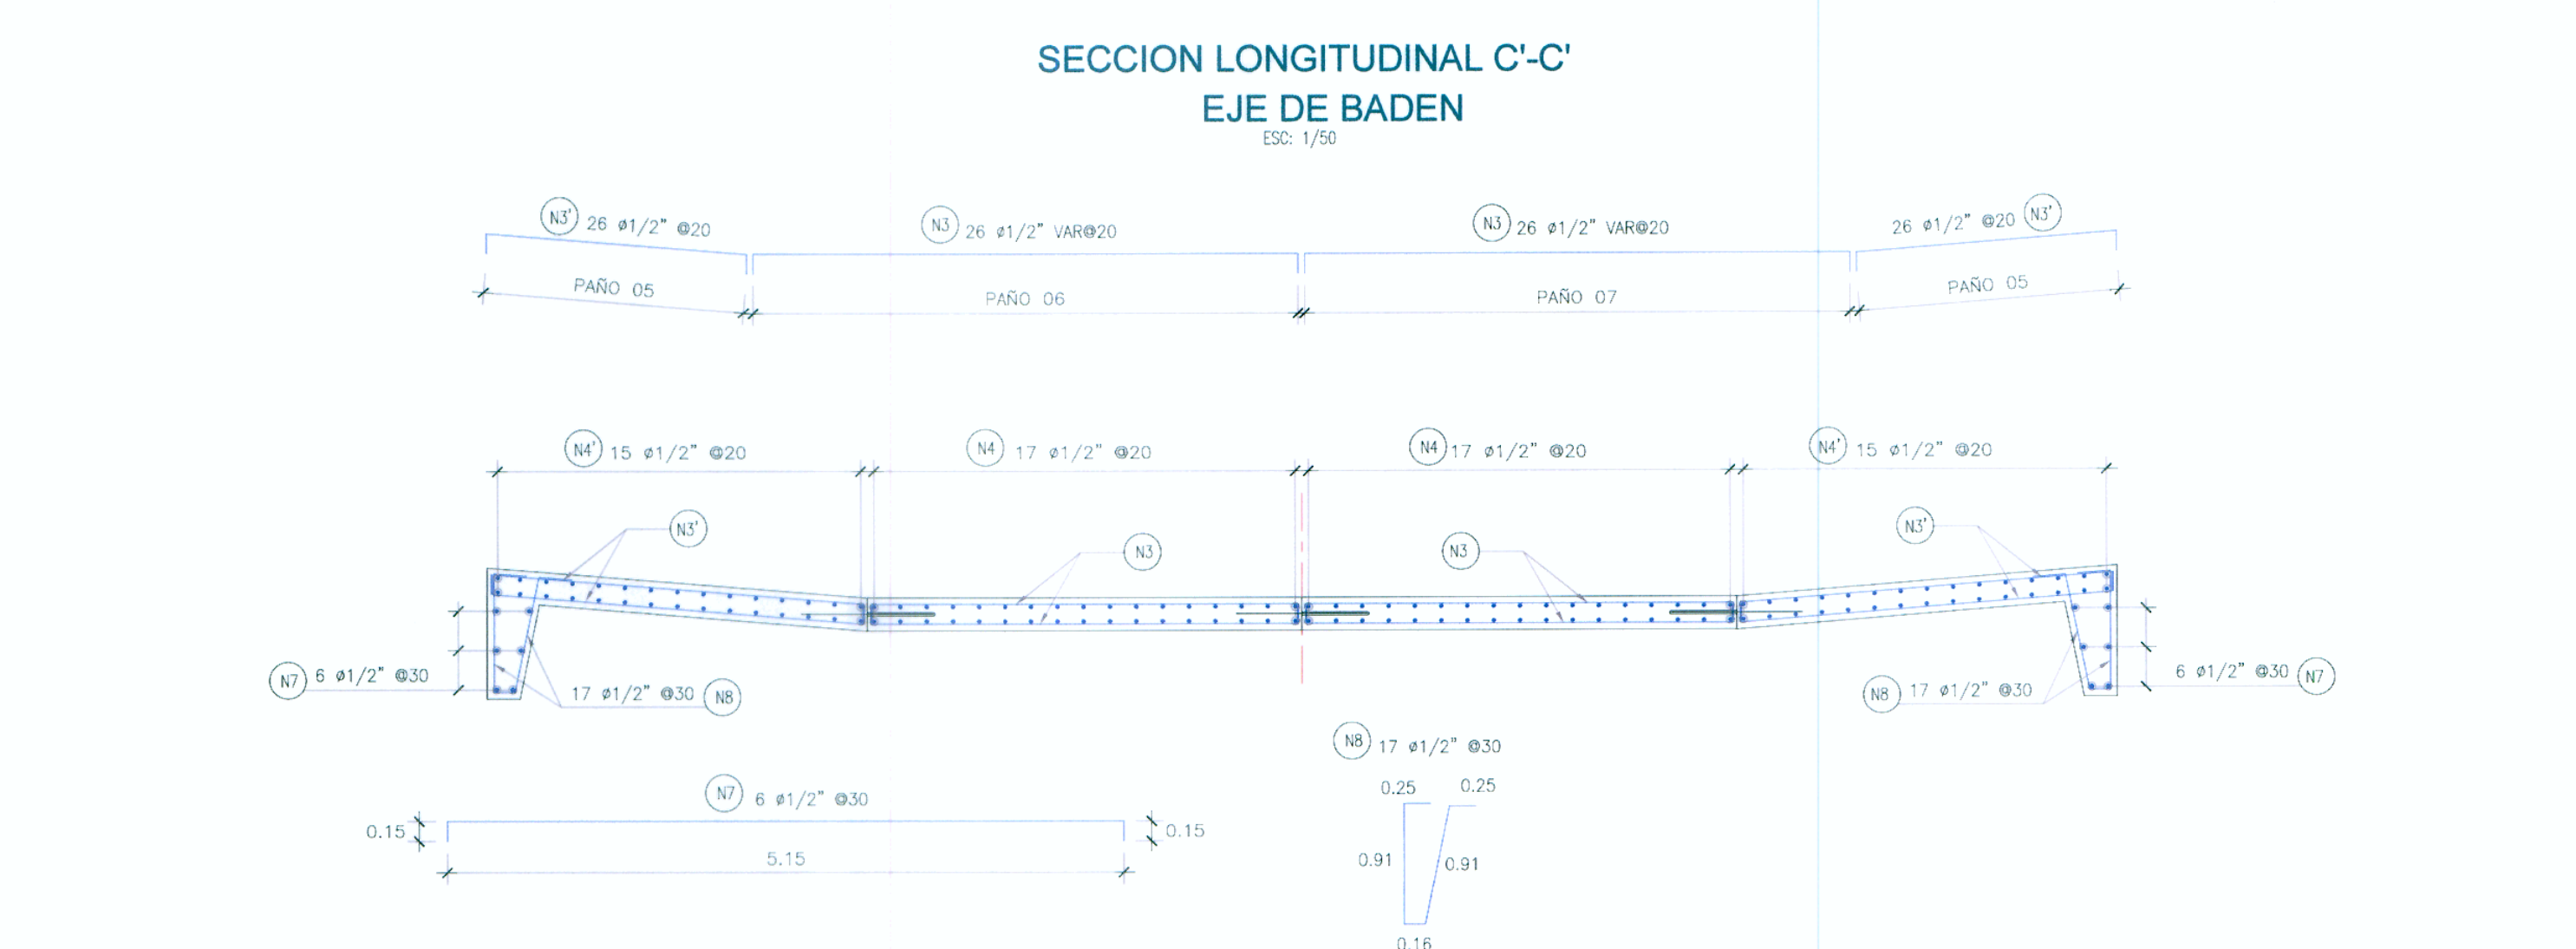 SECCION LONGITUDINAL C'-C'
EJE DE BADEN
ESC: 1/50
N3' 26 ø1/2" @20
N3 26 ø1/2" VAR@20
N3 26 ø1/2" VAR@20
26 ø1/2" @20 N3'
PAÑO 05
PAÑO 06
PAÑO 07
PAÑO 05
N4' 15 ø1/2" @20
N4 17 ø1/2" @20
N4 17 ø1/2" @20
N4' 15 ø1/2" @20
N3'
N3
N3
N3'
N7 6 ø1/2" @30
17 ø1/2" @30 N8
N8 17 ø1/2" @30
6 ø1/2" @30 N7
N8 17 ø1/2" @30
N7 6 ø1/2" @30
0.25
0.25
0.15
0.15
5.15
0.91
0.91
0.16